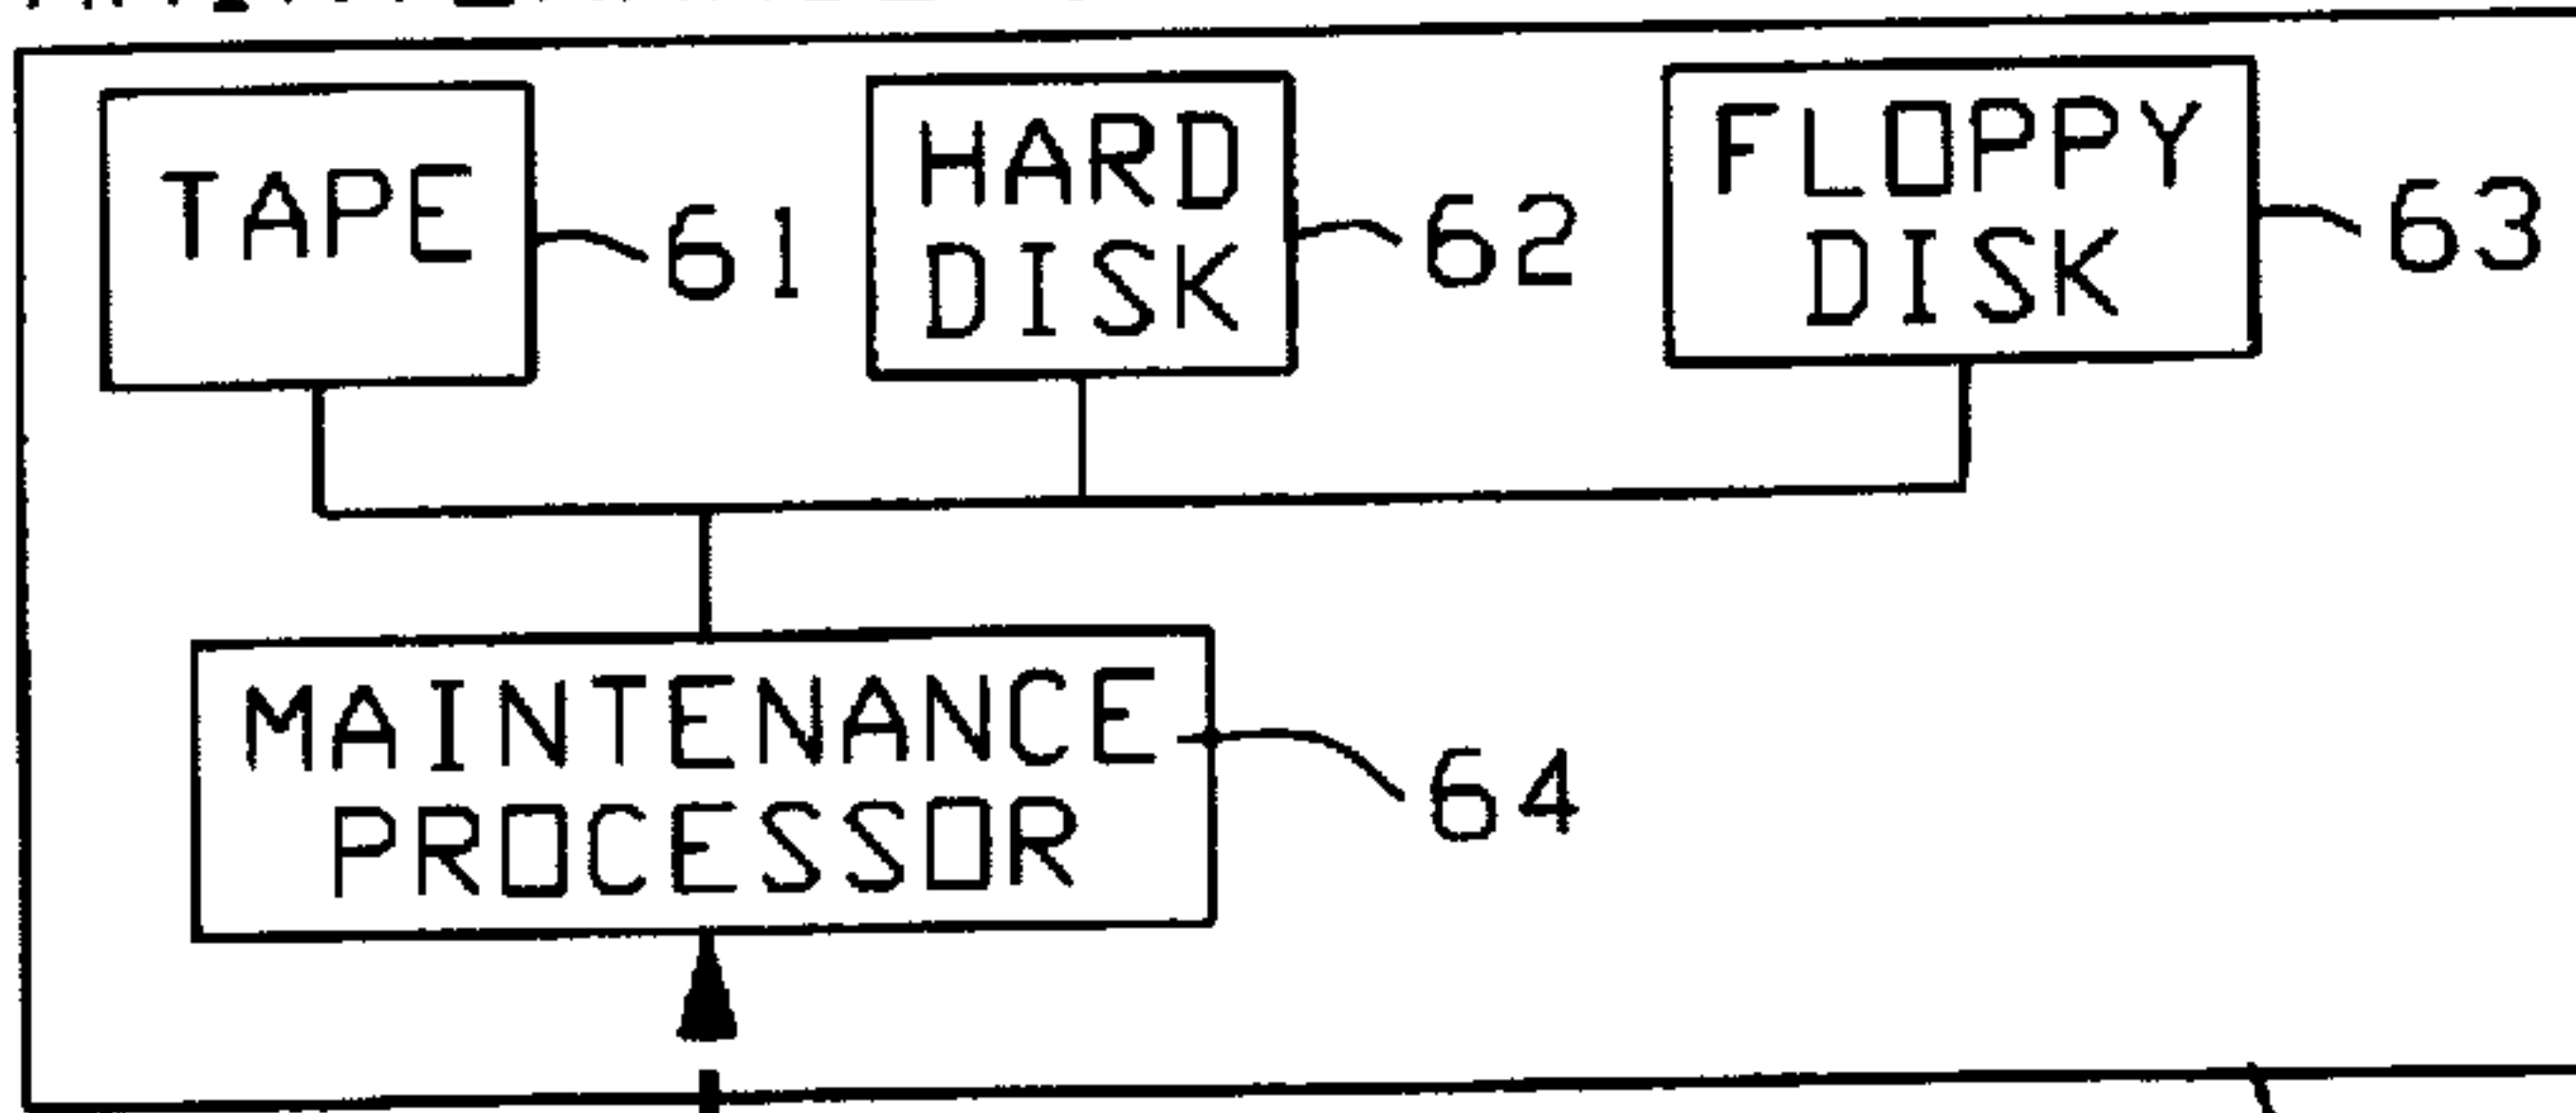 TAPE
61
HARD
DISK
62
FLOPPY
DISK
63
MAINTENANCE
PROCESSOR
64